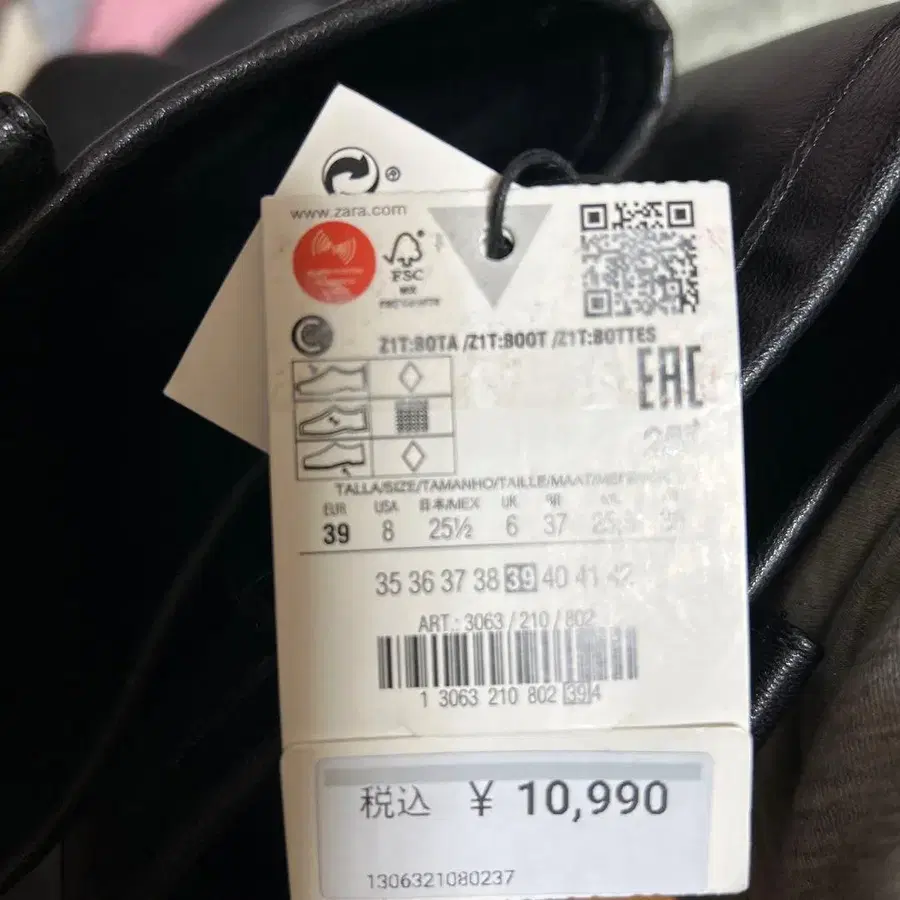 www.zara.com
FSC
Z1T:BOTA /Z1T:BOOT /Z1T:BOTTES
EAC
TALLA/SIZE/TAMANHO/TAILLE/MAAT/
EUR USA 日本/MEX UK BR
39 8 25½ 6 37
35 36 37 38 39 40 41 42
ART.: 3063 / 210 / 802
1 3063 210 802 39 4
税込 ¥ 10,990
1306321080237